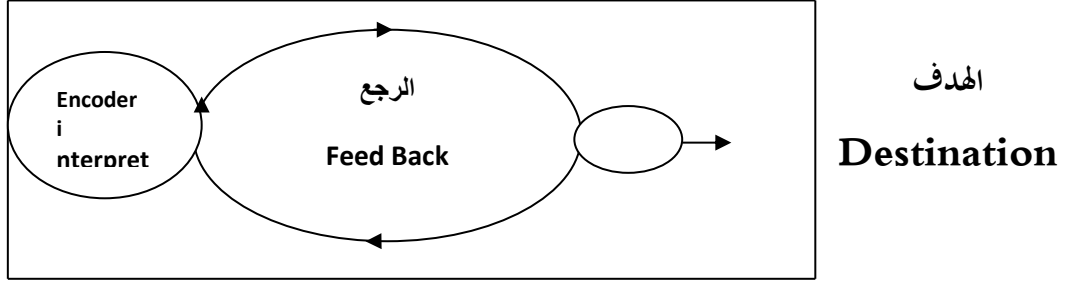 Encoder
i
nterpret
الرجع
Feed Back
الهدف
Destination